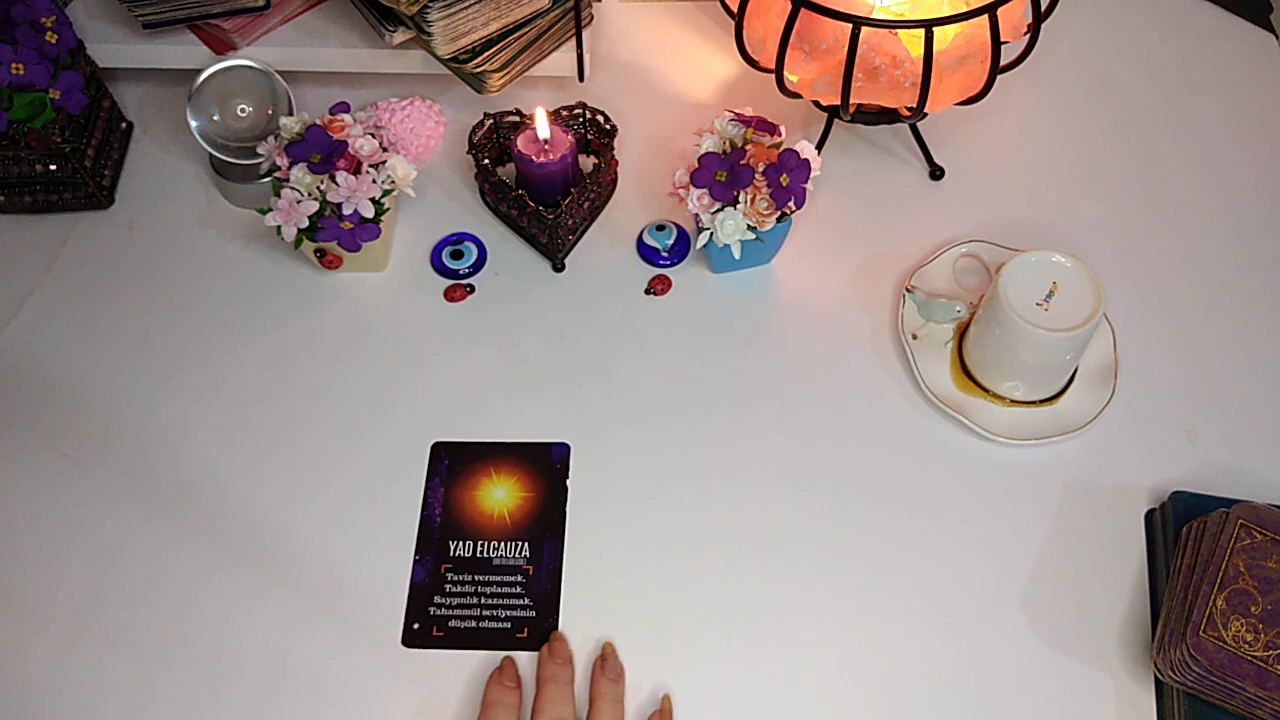 YAD ELCAUZA
Taviz vermemek,
Takdir toplamak,
Saygınlık kazanmak,
Tahammül seviyesinin
düşük olması